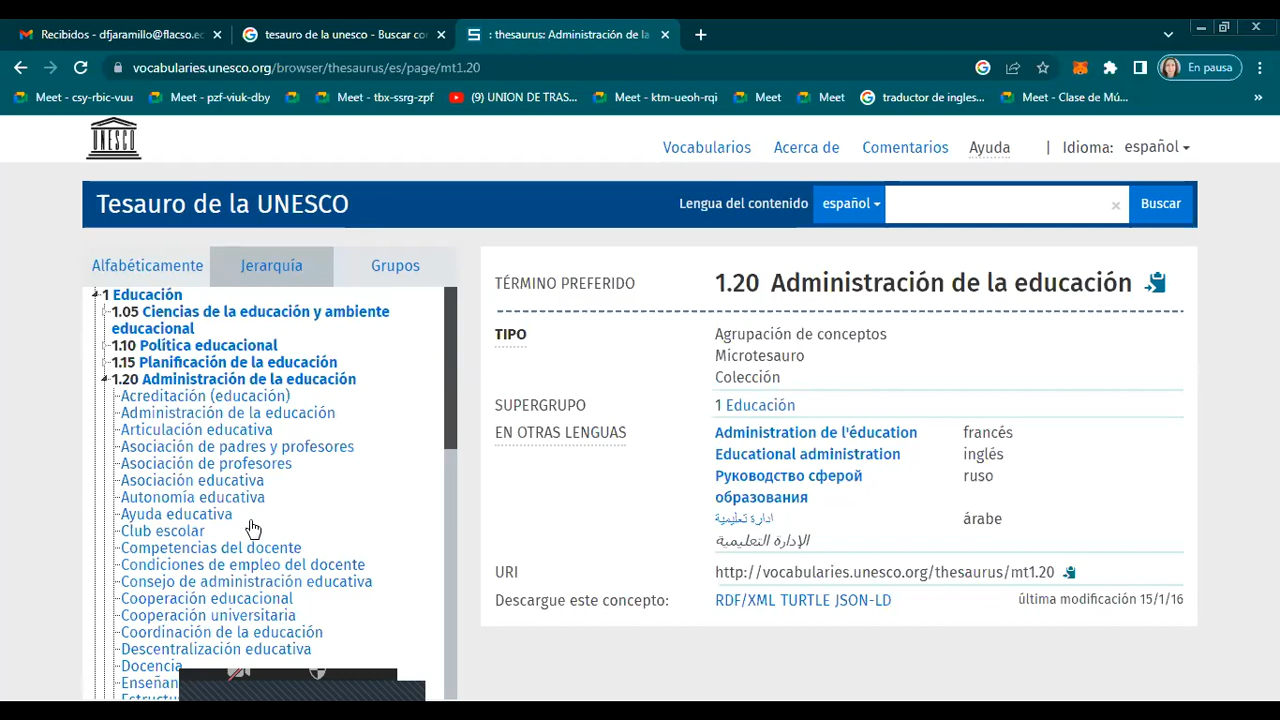 Recibidos - dfjaramillo@flacso.ec
tesauro de la unesco - Buscar co
: thesaurus: Administración de la
vocabularies.unesco.org/browser/thesaurus/es/page/mt1.20
En pausa
Meet - csy-rbic-vuu
Meet - pzf-viuk-dby
Meet - tbx-ssrg-zpf
(9) UNION DE TRAS...
Meet - ktm-ueoh-rqi
Meet
Meet
traductor de ingles...
Meet - Clase de Mú...
UNESCO
Vocabularios
Acerca de
Comentarios
Ayuda
Idioma: español
Tesauro de la UNESCO
Lengua del contenido
español
Buscar
Alfabéticamente
Jerarquía
Grupos
1 Educación
1.05 Ciencias de la educación y ambiente
educacional
1.10 Política educacional
1.15 Planificación de la educación
1.20 Administración de la educación
Acreditación (educación)
Administración de la educación
Articulación educativa
Asociación de padres y profesores
Asociación de profesores
Asociación educativa
Autonomía educativa
Ayuda educativa
Club escolar
Competencias del docente
Condiciones de empleo del docente
Consejo de administración educativa
Cooperación educacional
Cooperación universitaria
Coordinación de la educación
Descentralización educativa
Docencia
Enseñan
TÉRMINO PREFERIDO
1.20 Administración de la educación
TIPO
Agrupación de conceptos
Microtesauro
Colección
SUPERGRUPO
1 Educación
EN OTRAS LENGUAS
Administration de l'éducation francés
Educational administration inglés
Руководство сферой ruso
образования
ادارة تعليمية árabe
الإدارة التعليمية
URI
http://vocabularies.unesco.org/thesaurus/mt1.20
Descargue este concepto:
RDF/XML TURTLE JSON-LD
última modificación 15/1/16